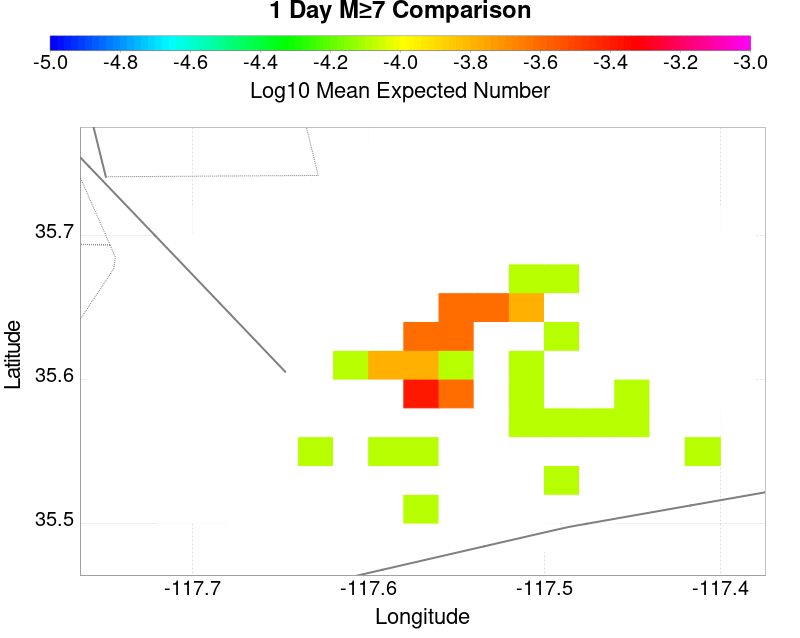 1 Day M≥7 Comparison
-5.0 -4.8 -4.6 -4.4 -4.2 -4.0 -3.8 -3.6 -3.4 -3.2 -3.0
Log10 Mean Expected Number
35.7
35.6
35.5
Latitude
-117.7 -117.6 -117.5 -117.4
Longitude